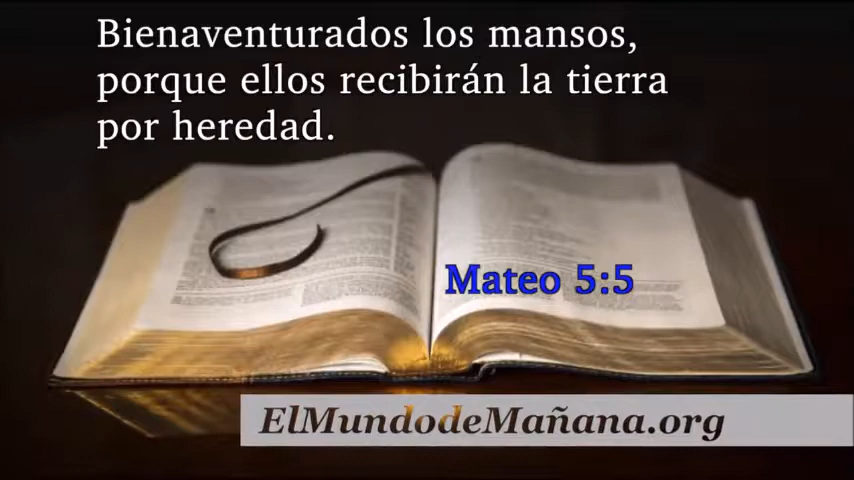 Bienaventurados los mansos,
porque ellos recibirán la tierra
por heredad.
Mateo 5:5
ElMundodeMañana.org